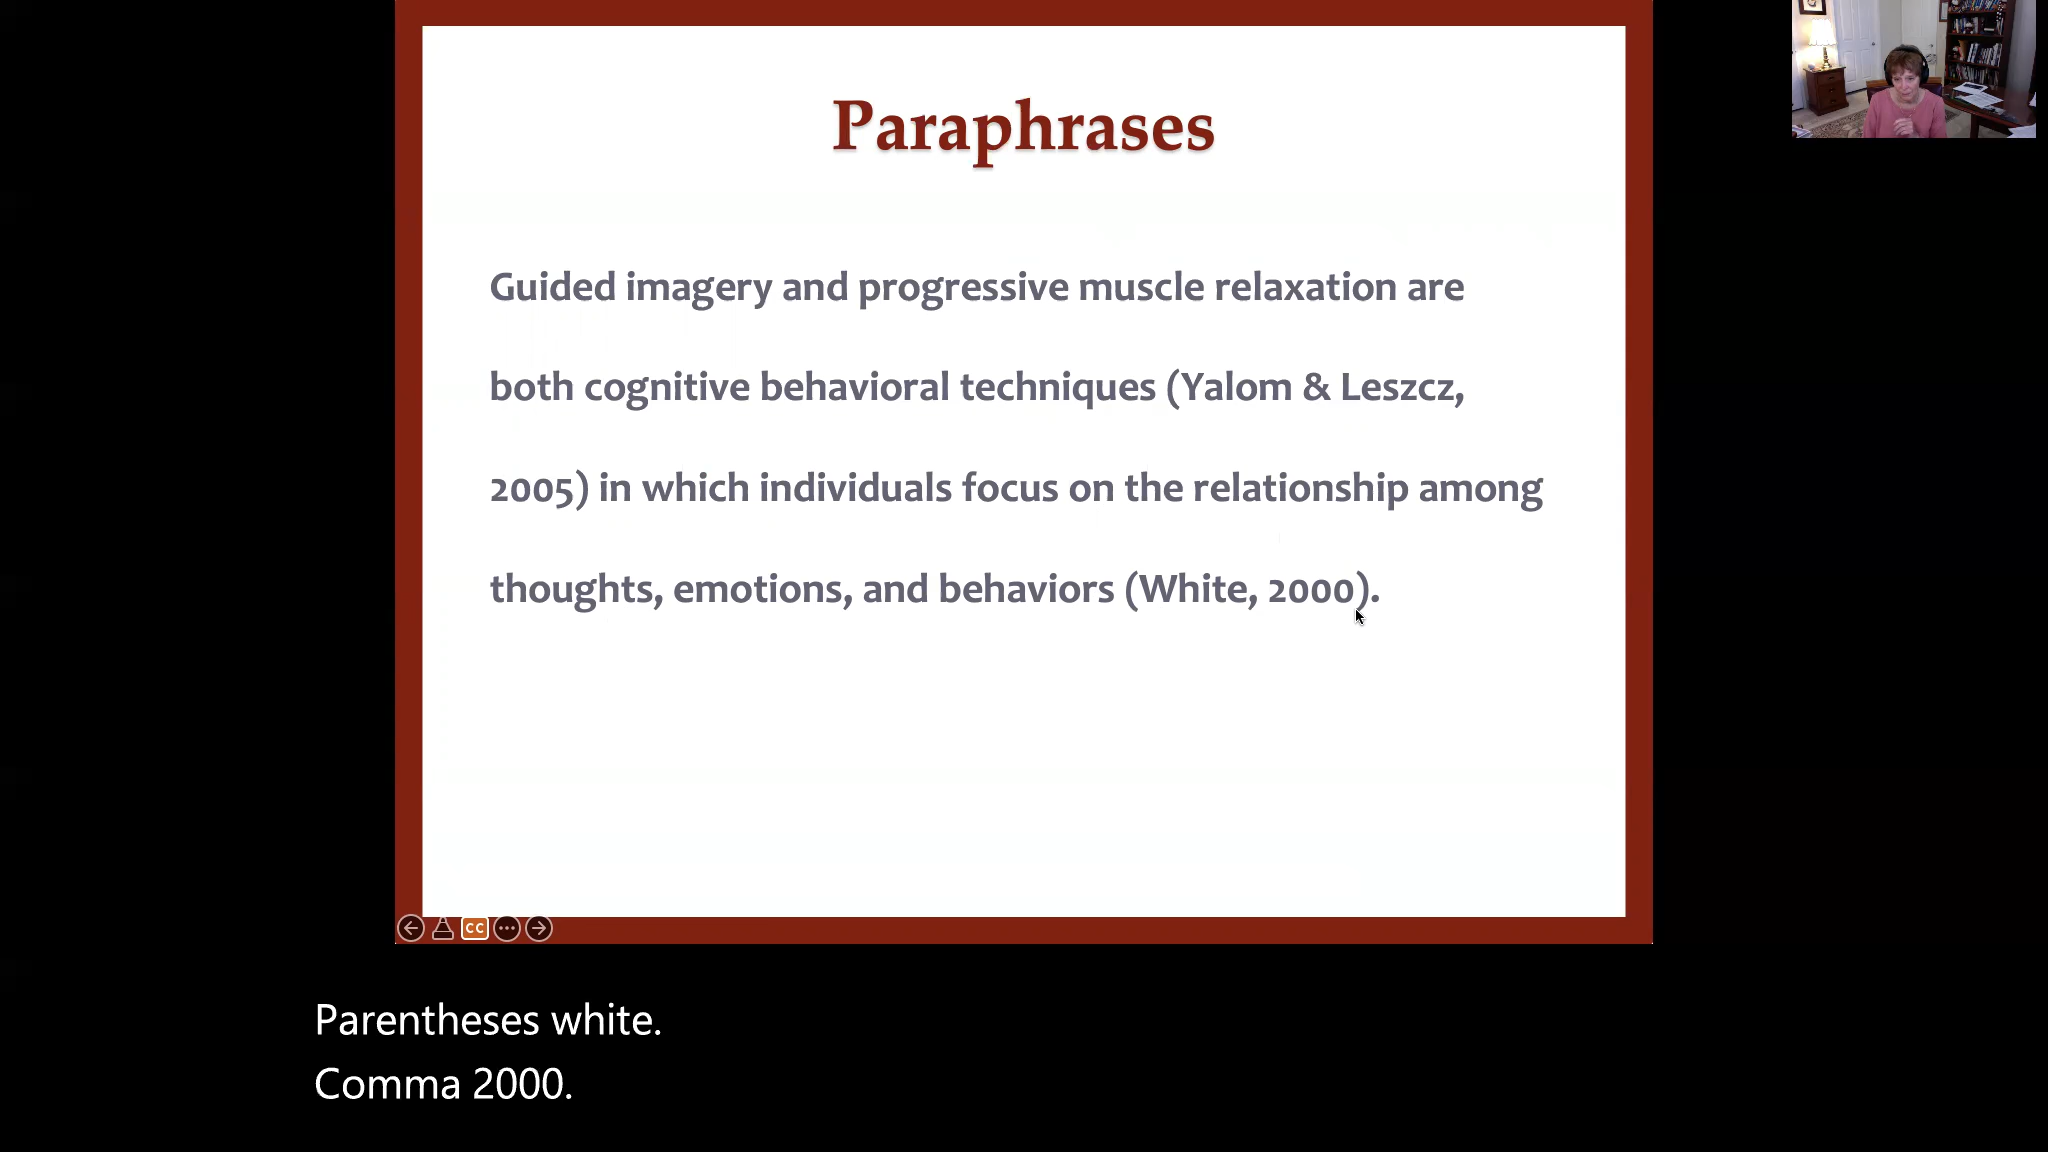 Paraphrases
Guided imagery and progressive muscle relaxation are
both cognitive behavioral techniques (Yalom & Leszcz,
2005) in which individuals focus on the relationship among
thoughts, emotions, and behaviors (White, 2000).
CC
Parentheses white.
Comma 2000.